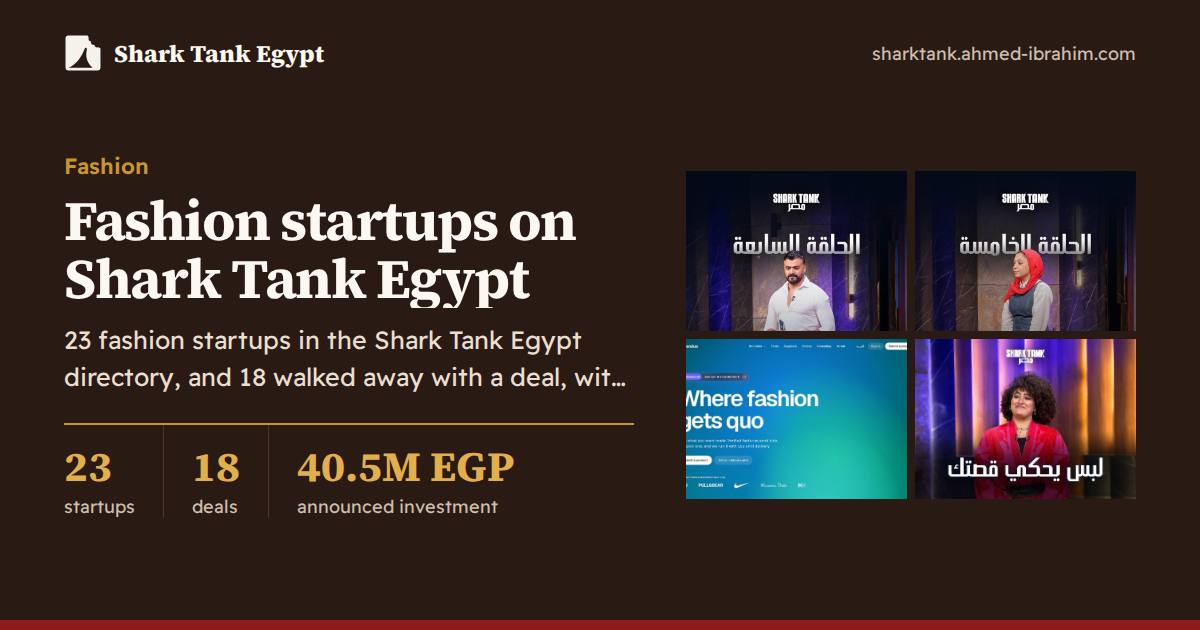 Shark Tank Egypt
sharktank.ahmed-ibrahim.com
Fashion
Fashion startups on
Shark Tank Egypt
23 fashion startups in the Shark Tank Egypt
directory, and 18 walked away with a deal, wit...
23
startups
18
deals
40.5M EGP
announced investment
SHARK TANK
مصر
الحلقة السابعة
SHARK TANK
مصر
الحلقة الخامسة
Where fashion
gets quo
PULL&BEAR
SHARK TANK
مصر
لبس يحكي قصتك